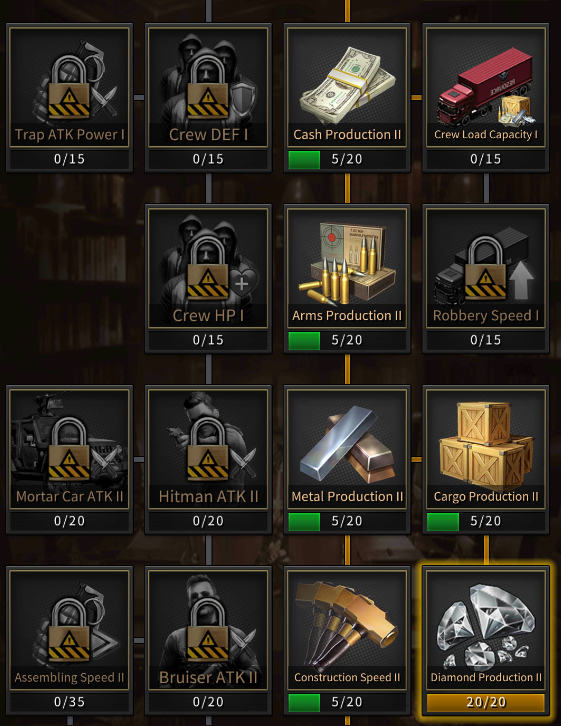 Trap ATK Power I
Crew DEF I
Cash Production II
Crew Load Capacity I
0/15
0/15
5/20
0/15
Crew HP I
Arms Production II
Robbery Speed I
0/15
5/20
0/15
Mortar Car ATK II
Hitman ATK II
Metal Production II
Cargo Production II
0/20
0/20
5/20
5/20
Assembling Speed II
Bruiser ATK II
Construction Speed II
Diamond Production II
0/35
0/20
5/20
20/20